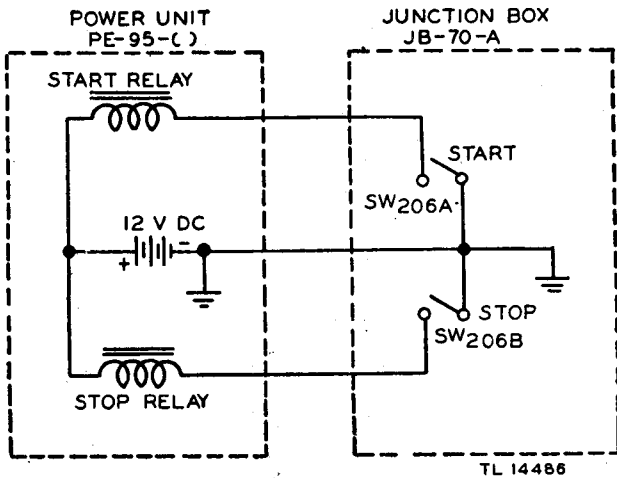 POWER UNIT
PE-95-( )
JUNCTION BOX
JB-70-A
START RELAY
START
SW206A
12 V DC
+ -
STOP
SW206B
STOP RELAY
TL 14486